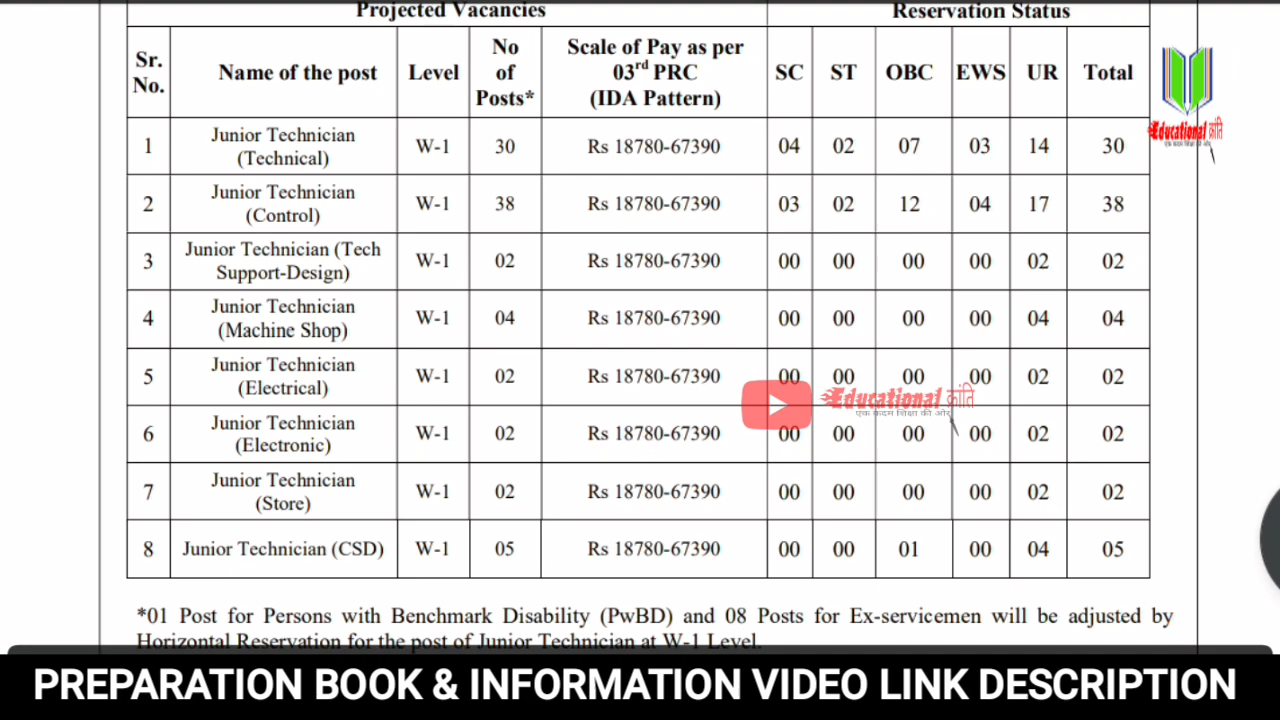 Projected Vacancies Reservation Status
Sr. No. Name of the post Level No of Posts* Scale of Pay as per 03rd PRC (IDA Pattern) SC ST OBC EWS UR Total
1 Junior Technician (Technical) W-1 30 Rs 18780-67390 04 02 07 03 14 30
2 Junior Technician (Control) W-1 38 Rs 18780-67390 03 02 12 04 17 38
3 Junior Technician (Tech Support-Design) W-1 02 Rs 18780-67390 00 00 00 00 02 02
4 Junior Technician (Machine Shop) W-1 04 Rs 18780-67390 00 00 00 00 04 04
5 Junior Technician (Electrical) W-1 02 Rs 18780-67390 00 00 00 00 02 02
6 Junior Technician (Electronic) W-1 02 Rs 18780-67390 00 00 00 00 02 02
7 Junior Technician (Store) W-1 02 Rs 18780-67390 00 00 00 00 02 02
8 Junior Technician (CSD) W-1 05 Rs 18780-67390 00 00 01 00 04 05
*01 Post for Persons with Benchmark Disability (PwBD) and 08 Posts for Ex-servicemen will be adjusted by
Horizontal Reservation for the post of Junior Technician at W-1 Level.
Educational क्रांति
एक कदम शिक्षा की ओर
Educational क्रांति
एक कदम शिक्षा की ओर
PREPARATION BOOK & INFORMATION VIDEO LINK DESCRIPTION